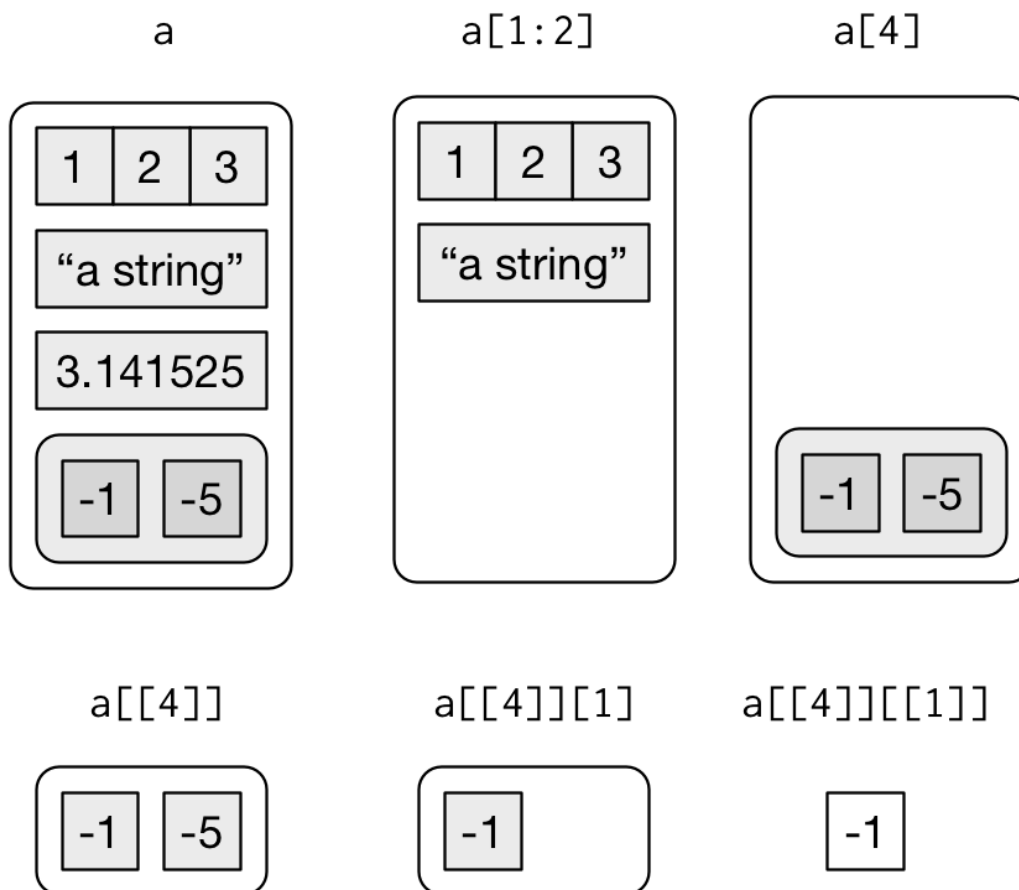 a a[1:2] a[4]
1 2 3 1 2 3
“a string” “a string”
3.141525
-1 -5 -1 -5
a[[4]] a[[4]][1] a[[4]][[1]]
-1 -5 -1 -1